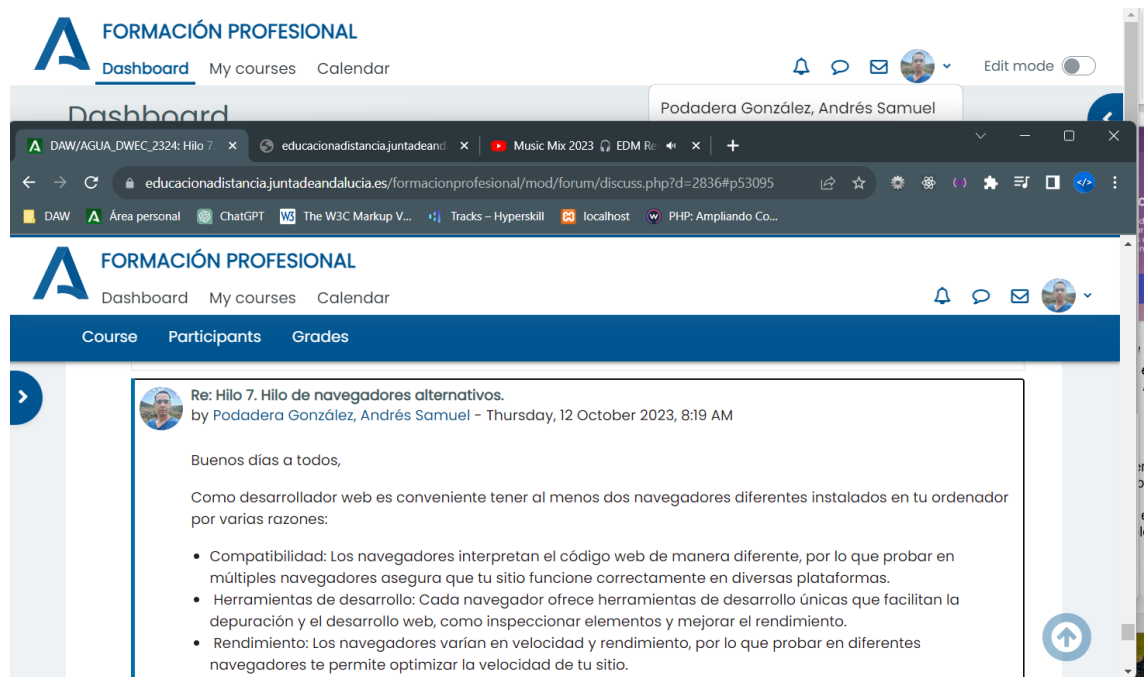 FORMACIÓN PROFESIONAL
Dashboard My courses Calendar
Edit mode
Dashboard
Podadera González, Andrés Samuel
DAW/AGUA_DWEC_2324: Hilo 7.
educacionadistancia.juntadeand
Music Mix 2023 🎧 EDM Re
educacionadistancia.juntadeandalucia.es/formacionprofesional/mod/forum/discuss.php?d=2836#p53095
DAW Área personal ChatGPT The W3C Markup V... Tracks – Hyperskill localhost PHP: Ampliando Co...
FORMACIÓN PROFESIONAL
Dashboard My courses Calendar
Course Participants Grades
Re: Hilo 7. Hilo de navegadores alternativos.
by Podadera González, Andrés Samuel - Thursday, 12 October 2023, 8:19 AM
Buenos días a todos,
Como desarrollador web es conveniente tener al menos dos navegadores diferentes instalados en tu ordenador
por varias razones:
• Compatibilidad: Los navegadores interpretan el código web de manera diferente, por lo que probar en
múltiples navegadores asegura que tu sitio funcione correctamente en diversas plataformas.
• Herramientas de desarrollo: Cada navegador ofrece herramientas de desarrollo únicas que facilitan la
depuración y el desarrollo web, como inspeccionar elementos y mejorar el rendimiento.
• Rendimiento: Los navegadores varían en velocidad y rendimiento, por lo que probar en diferentes
navegadores te permite optimizar la velocidad de tu sitio.